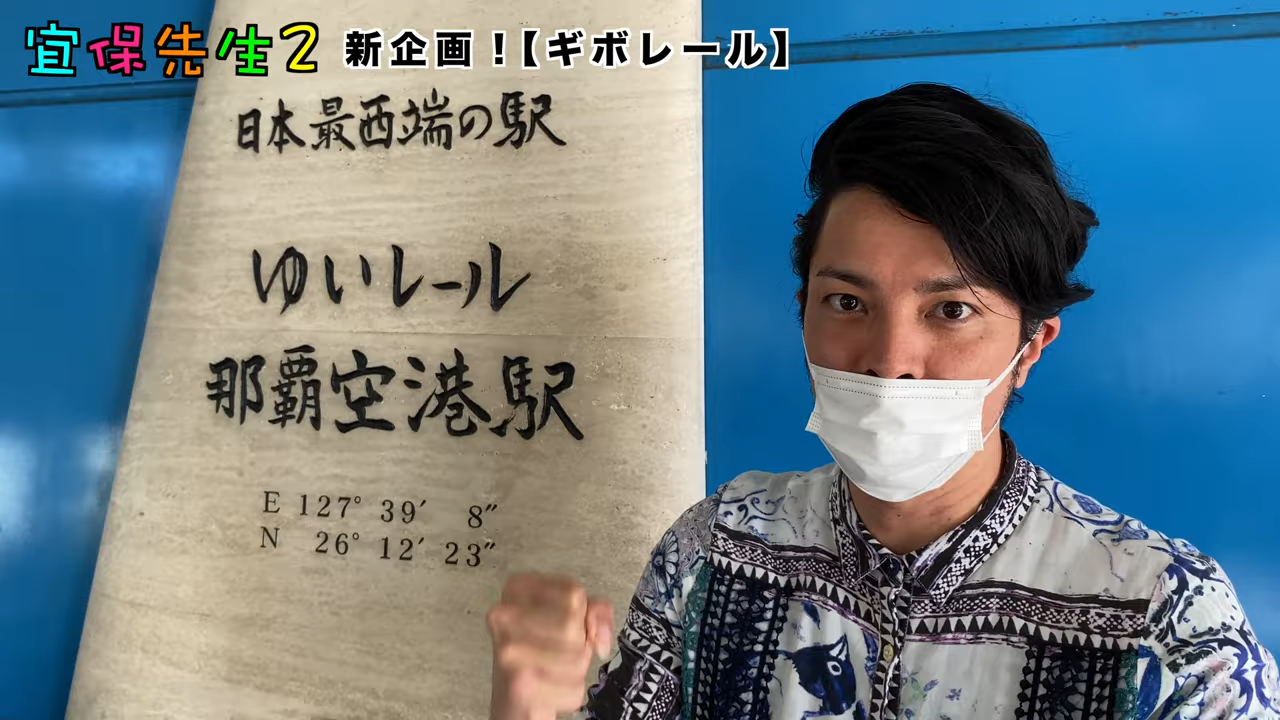 宜保先生2 新企画！【ギボレール】
日本最西端の駅
ゆいレール
那覇空港駅
E 127° 39′ 8″
N 26° 12′ 23″